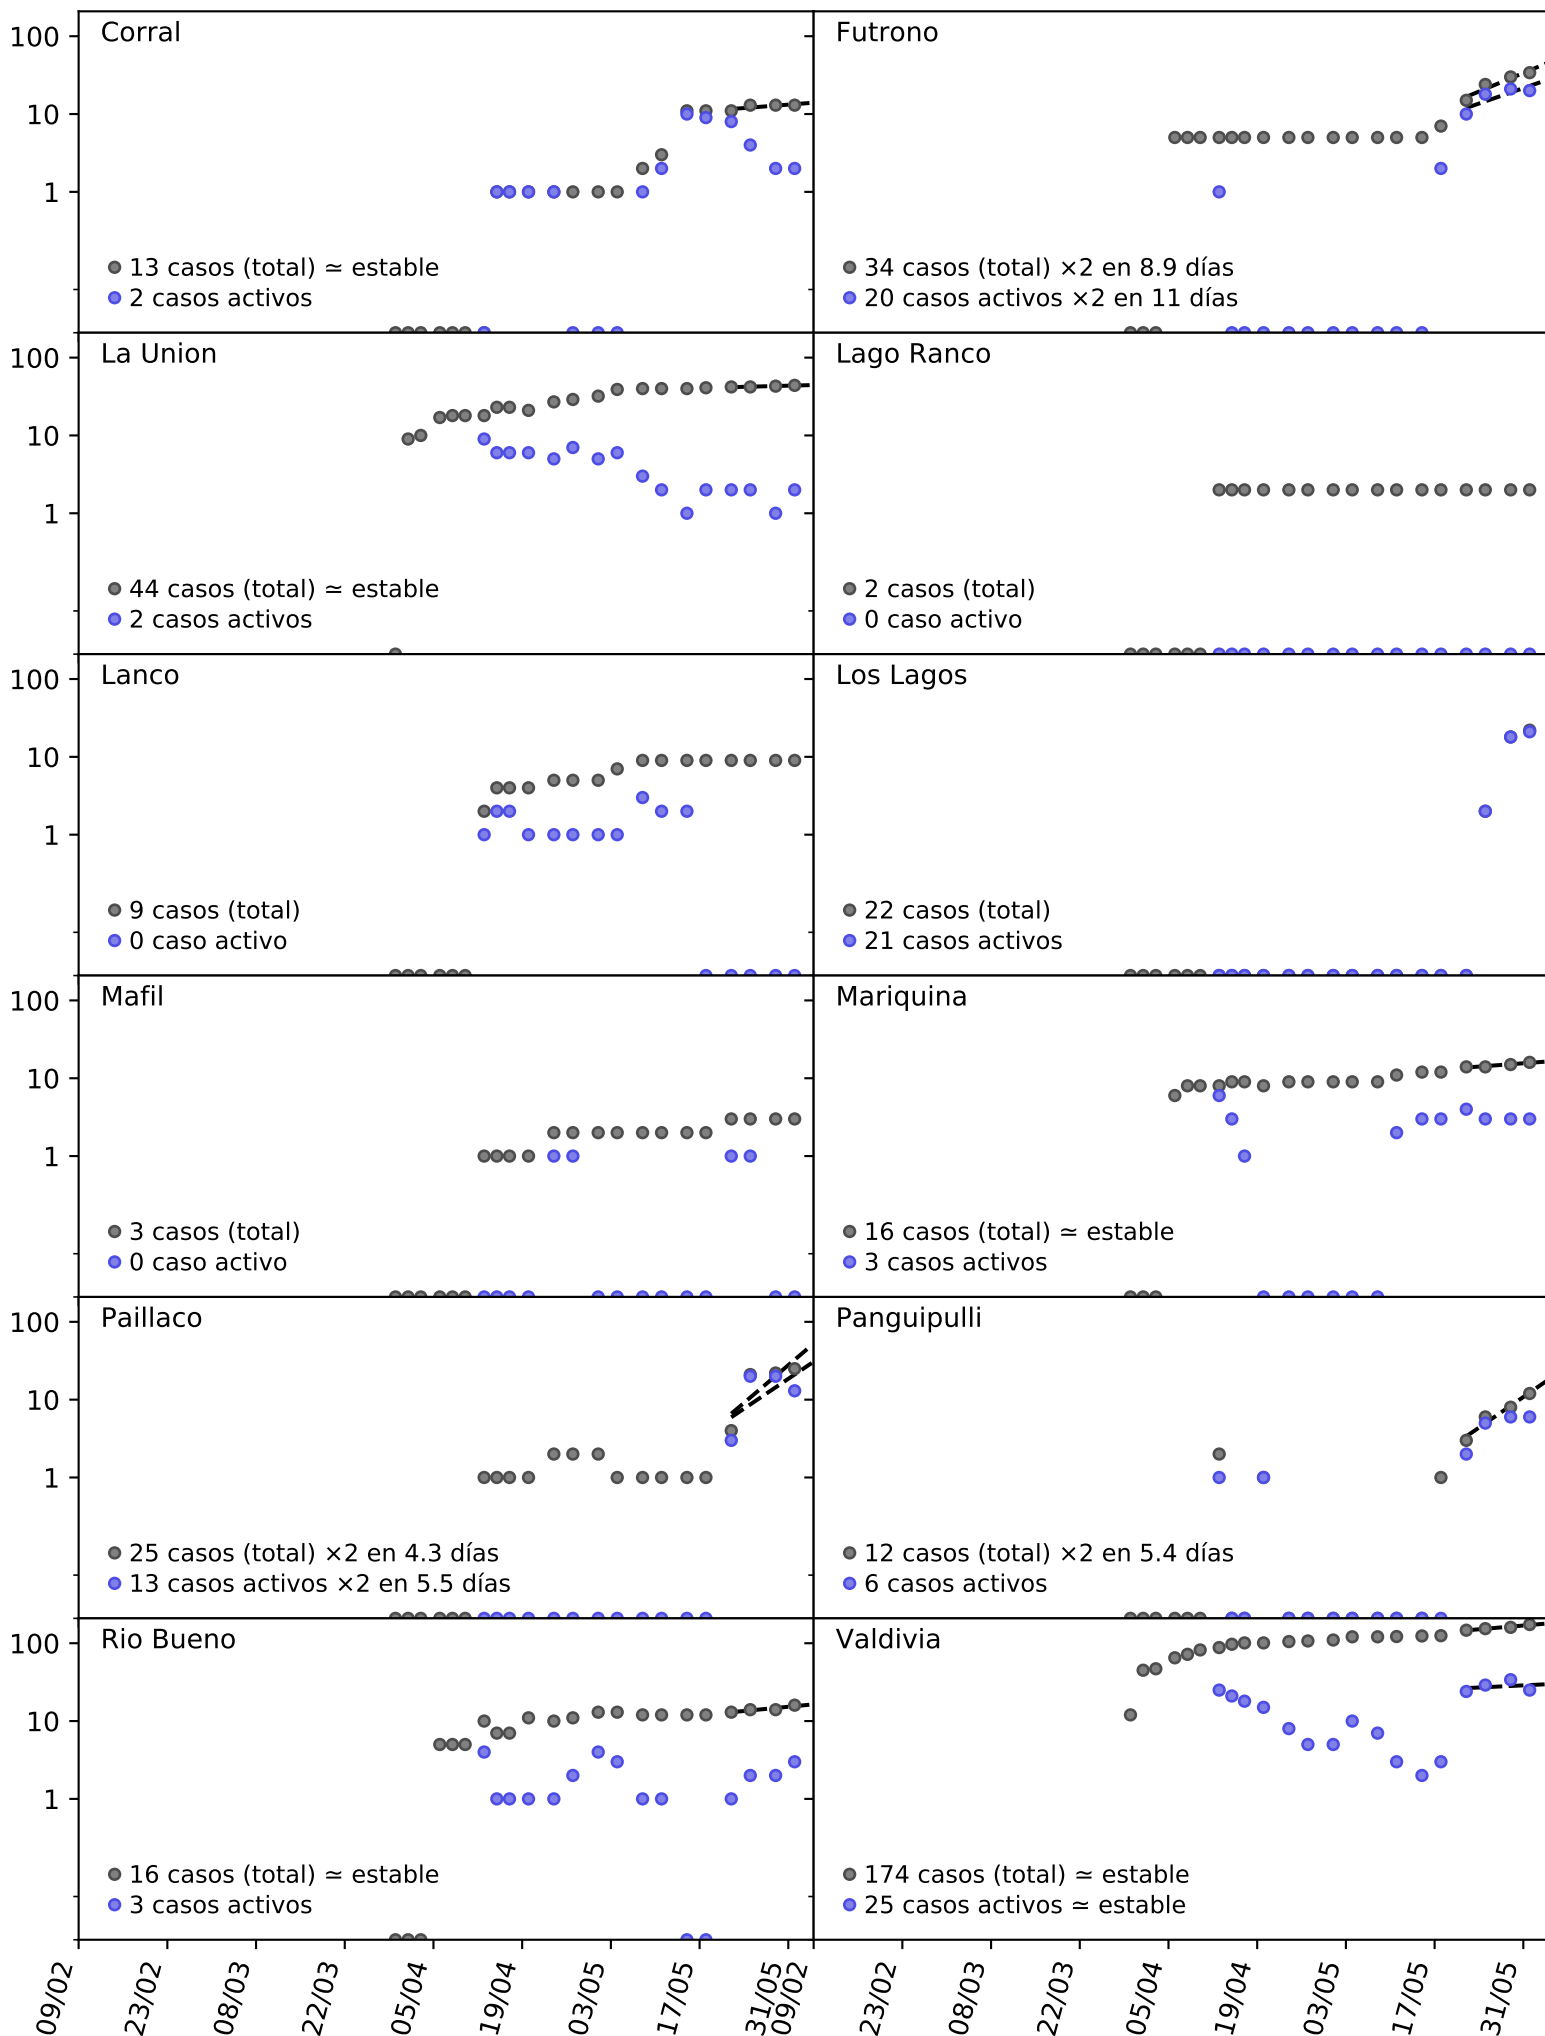 Corral
Futrono
100
10
1
13 casos (total) ≃ estable
2 casos activos
34 casos (total) ×2 en 8.9 días
20 casos activos ×2 en 11 días
La Union
Lago Ranco
100
10
1
44 casos (total) ≃ estable
2 casos activos
2 casos (total)
0 caso activo
Lanco
Los Lagos
100
10
1
9 casos (total)
0 caso activo
22 casos (total)
21 casos activos
Mafil
Mariquina
100
10
1
3 casos (total)
0 caso activo
16 casos (total) ≃ estable
3 casos activos
Paillaco
Panguipulli
100
10
1
25 casos (total) ×2 en 4.3 días
13 casos activos ×2 en 5.5 días
12 casos (total) ×2 en 5.4 días
6 casos activos
Rio Bueno
Valdivia
100
10
1
16 casos (total) ≃ estable
3 casos activos
174 casos (total) ≃ estable
25 casos activos ≃ estable
09/02
23/02
08/03
22/03
05/04
19/04
03/05
17/05
31/05
09/02
23/02
08/03
22/03
05/04
19/04
03/05
17/05
31/05